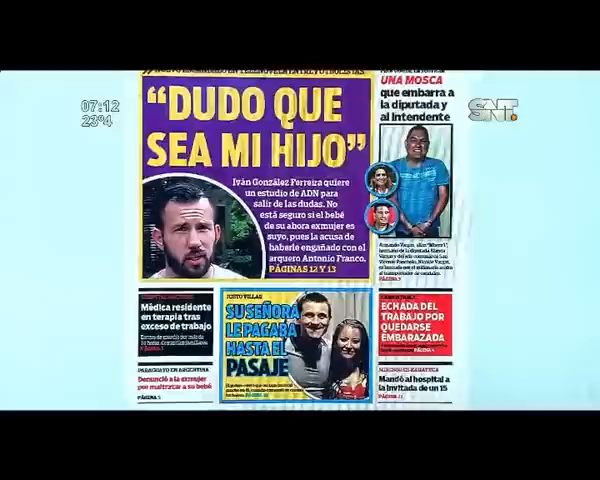 07:12
23°4
SNT.
"DUDO QUE
SEA MI HIJO"
Iván González Ferreira quiere
un estudio de ADN para
salir de las dudas. No
está seguro si el bebé
de su ahora exmujer es
suyo, pues la acusa de
haberle engañado con el
arquero Antonio Franco.
PÁGINAS 12 Y 13
UNA MOSCA
que embarra a
la diputada y
al intendente
Médica residente
en terapia tras
exceso de trabajo
PARAGUAYO EN ARGENTINA
Denunció a la exmujer
por maltratar a su bebé
PÁGINA 5
JUSTO VILLAR
SU SEÑORA
LE PAGABA
HASTA EL
PASAJE
ECHADA DEL
TRABAJO POR
QUEDARSE
EMBARAZADA
Mandó al hospital a
la invitada de un 15